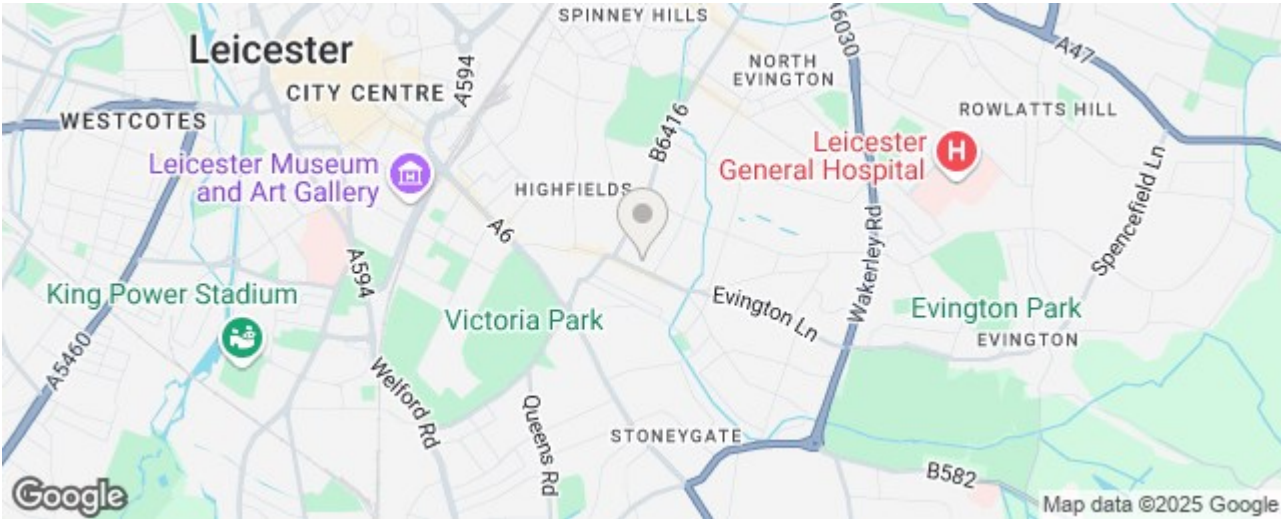 SPINNEY HILLS
Leicester
CITY CENTRE
A594
A6030
A47
NORTH
EVINGTON
WESTCOTES
B6416
ROWLATTS HILL
Leicester Museum
and Art Gallery
HIGHFIELDS
Leicester
General Hospital
H
Spencefield Ln
A6
A594
Wakerley Rd
King Power Stadium
Victoria Park
Evington Ln
Evington Park
EVINGTON
A5460
Welford Rd
Queens Rd
STONEYGATE
B582
Google
Map data ©2025 Google